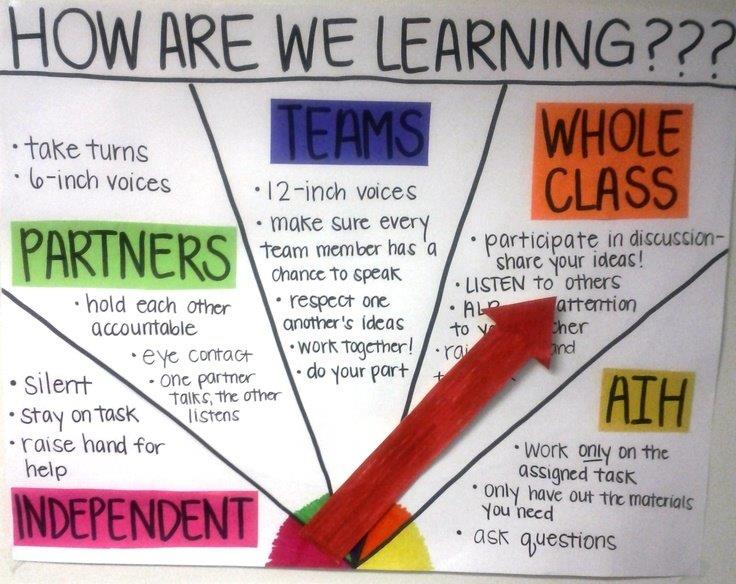 HOW ARE WE LEARNING???
• take turns
• 6-inch voices
PARTNERS
• hold each other
accountable
• eye contact
• one partner
talks, the other
listens
TEAMS
• 12-inch voices
• make sure every
team member has a
chance to speak
• respect one
another's ideas
• work together!
• do your part
WHOLE
CLASS
• participate in discussion-
share your ideas!
• LISTEN to others
• attention
to
•
• silent
• stay on task
• raise hand for
help
INDEPENDENT
AIH
• Work only on the
assigned task
• only have out the materials
you need
• ask questions